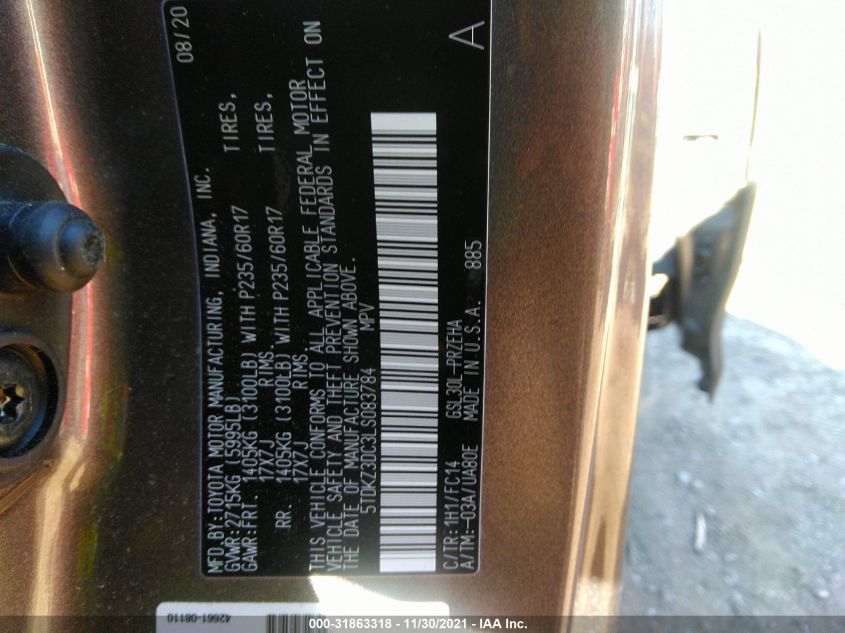 MFD.BY:TOYOTA MOTOR MANUFACTURING, INDIANA, INC. 08/20
GVWR:2715KG (5995LB)
GAWR:FRT. 1405KG (3100LB) WITH P235/60R17 TIRES,
17X7J RIMS
RR. 1405KG (3100LB) WITH P235/60R17 TIRES,
17X7J RIMS.
THIS VEHICLE CONFORMS TO ALL APPLICABLE FEDERAL MOTOR
VEHICLE SAFETY AND THEFT PREVENTION STANDARDS IN EFFECT ON
THE DATE OF MANUFACTURE SHOWN ABOVE.
5TDKZ3DC3LS083784 MPV
C/TR:1H1/FC14 GSL30L-PRZEHA A
A/TM:-03A/UA80E MADE IN U.S.A. 885
42661-08110
000-31863318 - 11/30/2021 - IAA Inc.